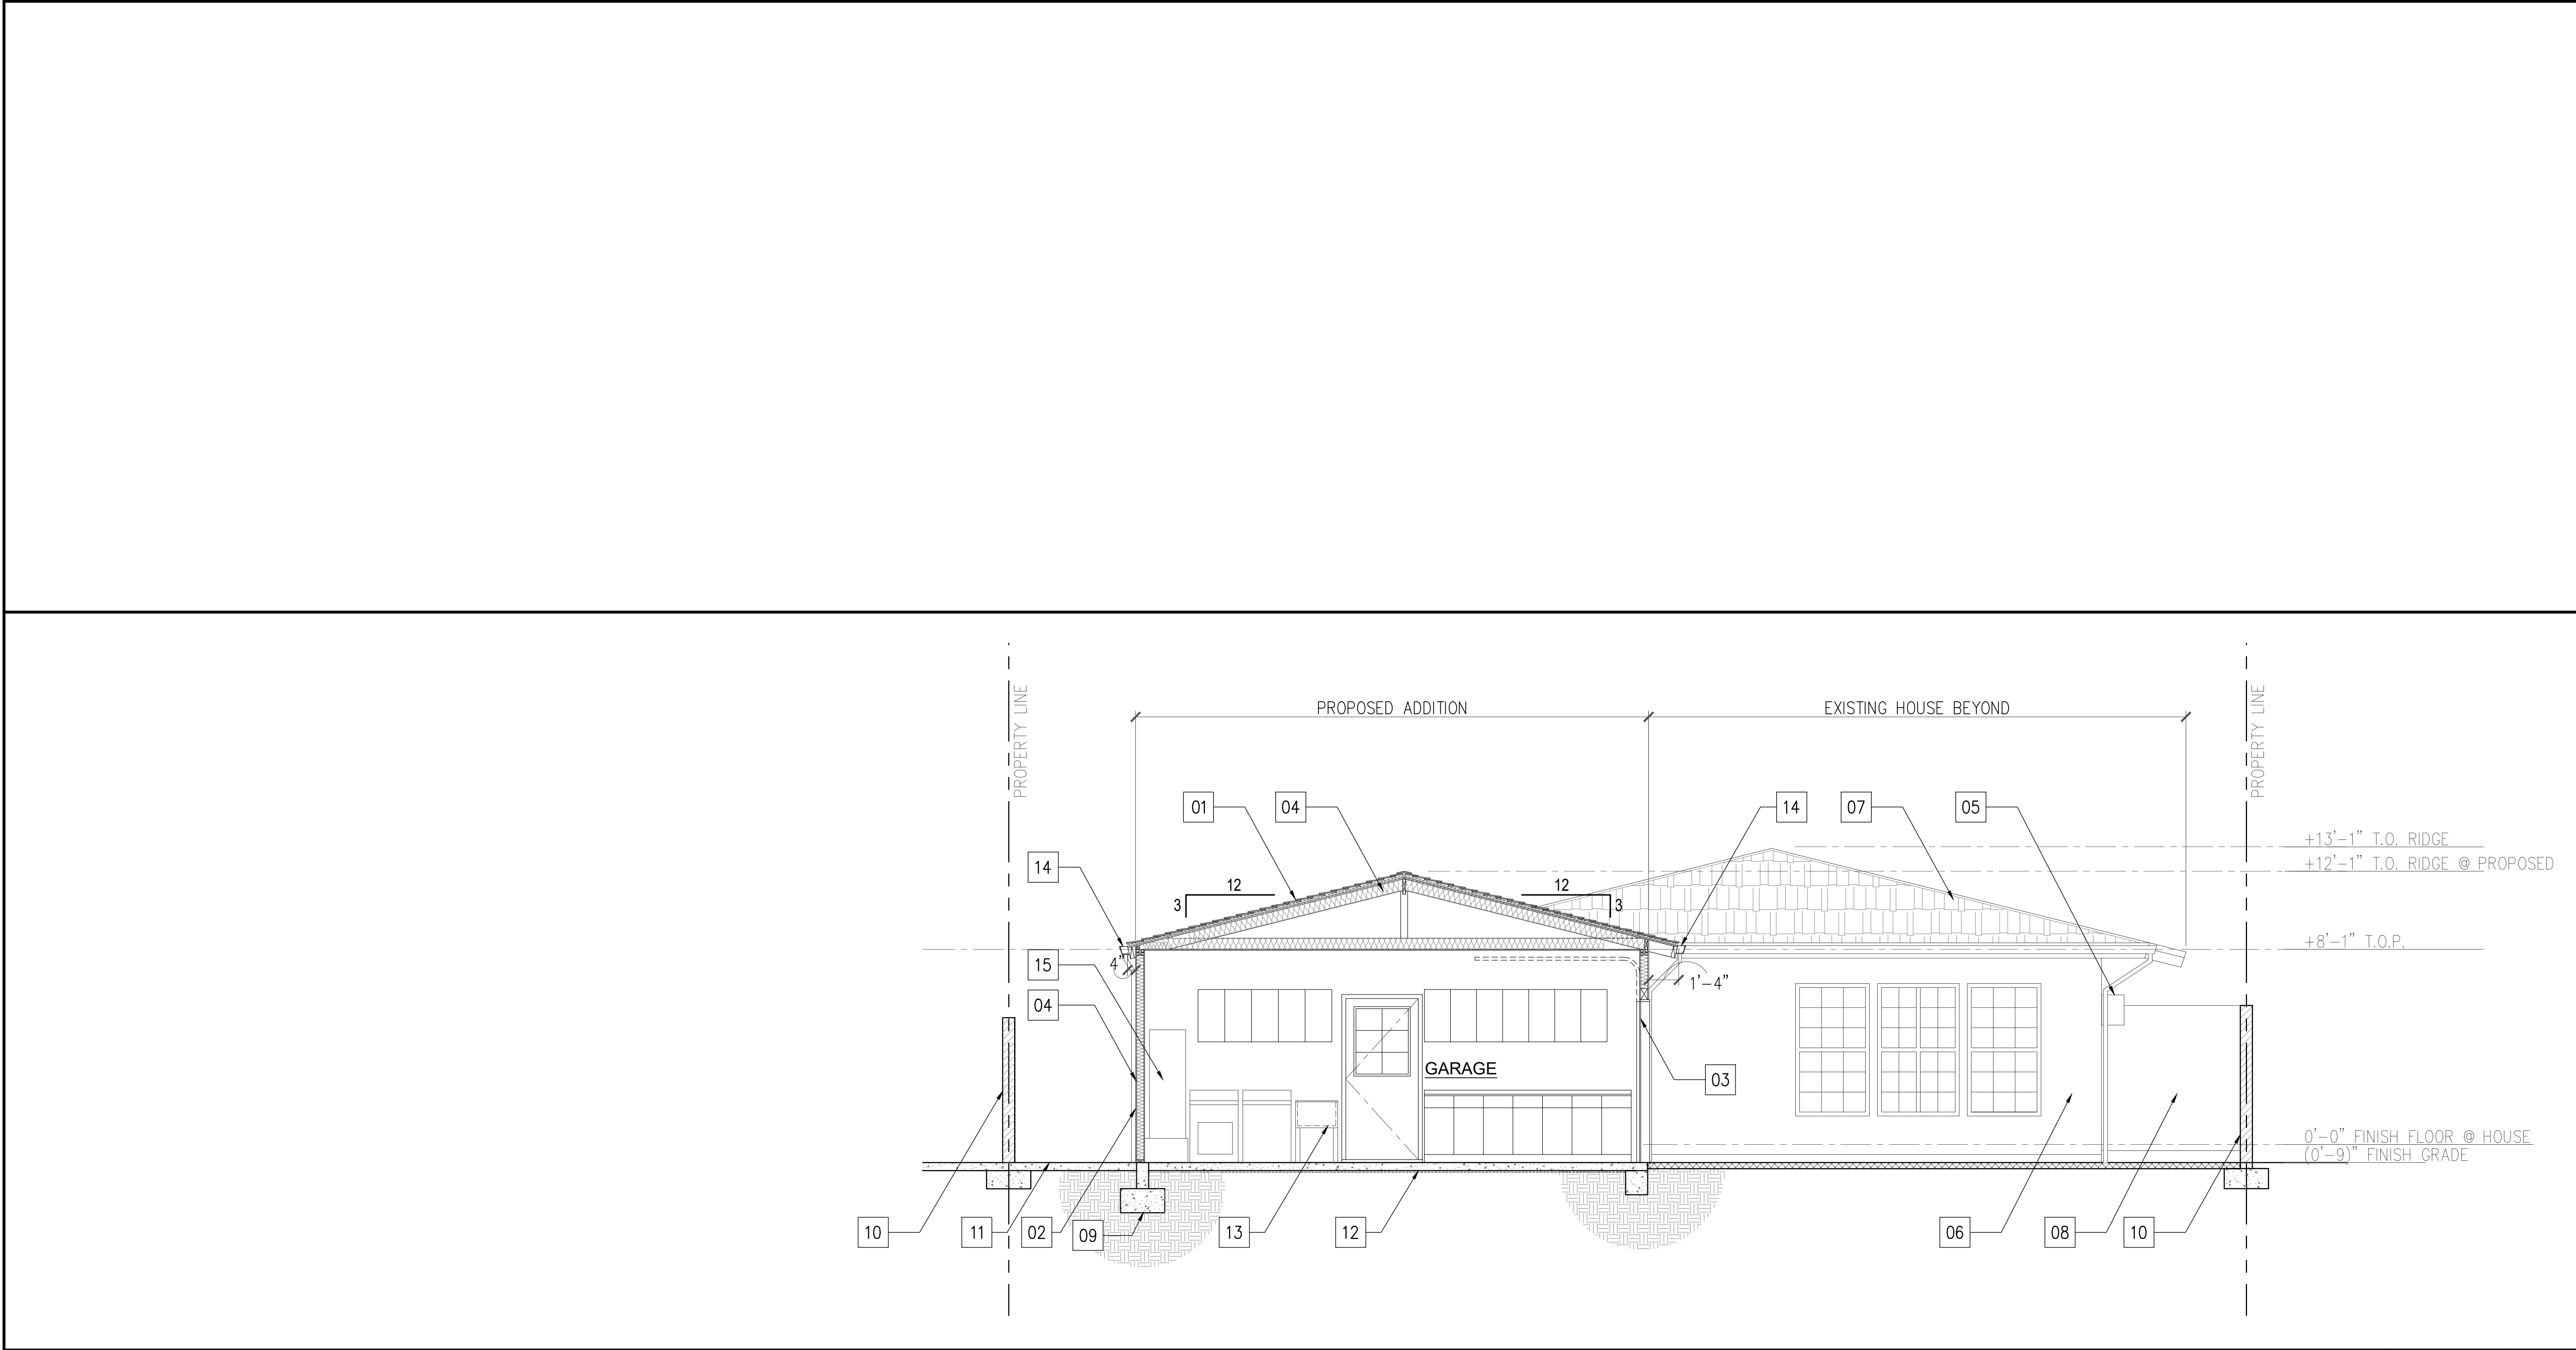 PROPERTY LINE
PROPERTY LINE
PROPOSED ADDITION
EXISTING HOUSE BEYOND
01
04
14
07
05
+13'-1" T.O. RIDGE
+12'-1" T.O. RIDGE @ PROPOSED
14
12
3
12
3
+8'-1" T.O.P.
15
4"
1'-4"
04
GARAGE
03
0'-0" FINISH FLOOR @ HOUSE
(0'-9)" FINISH GRADE
10
11
02
09
13
12
06
08
10